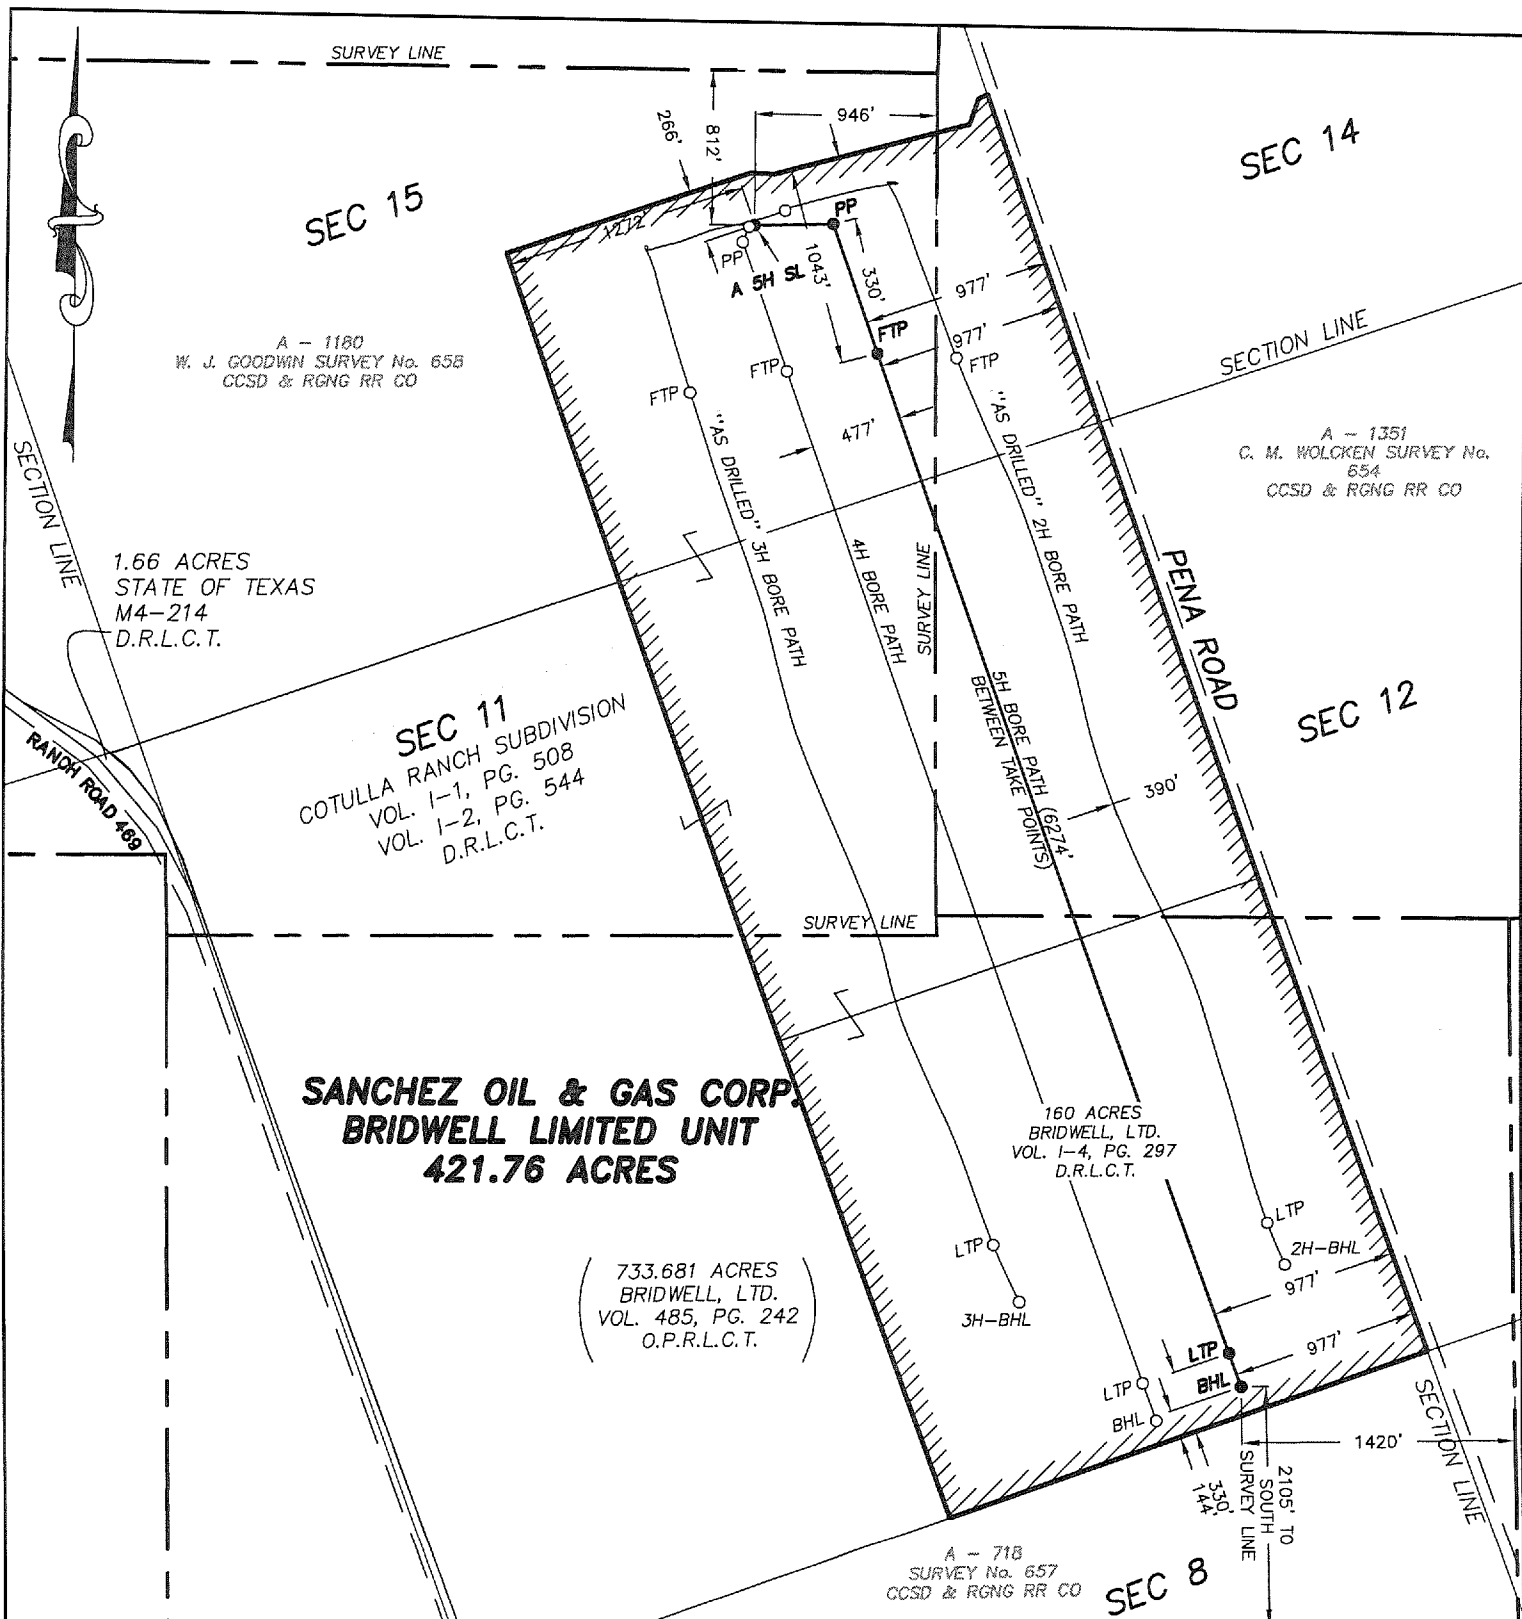 SURVEY LINE
946'
266'
812'
SEC 14
SEC 15
1272'
PP
PP
A 5H SL
1043'
330'
977'
977'
FTP
FTP
FTP
FTP
SECTION LINE
A - 1180
W. J. GOODWIN SURVEY No. 658
CCSD & RGNG RR CO
477'
"AS DRILLED" 3H BORE PATH
"AS DRILLED" 2H BORE PATH
A - 1351
C. M. WOLCKEN SURVEY No.
654
CCSD & RGNG RR CO
SECTION LINE
4H BORE PATH
SURVEY LINE
1.66 ACRES
STATE OF TEXAS
M4-214
D.R.L.C.T.
PENA ROAD
5H BORE PATH (6274'
BETWEEN TAKE POINTS)
SEC 12
SEC 11
COTULLA RANCH SUBDIVISION
VOL. I-1, PG. 508
VOL. I-2, PG. 544
D.R.L.C.T.
RANCH ROAD 469
390'
SURVEY LINE
SANCHEZ OIL & GAS CORP.
BRIDWELL LIMITED UNIT
421.76 ACRES
160 ACRES
BRIDWELL, LTD.
VOL. I-4, PG. 297
D.R.L.C.T.
LTP
2H-BHL
LTP
977'
733.681 ACRES
BRIDWELL, LTD.
VOL. 485, PG. 242
O.P.R.L.C.T.
3H-BHL
LTP
977'
BHL
LTP
BHL
SECTION LINE
1420'
330'
144'
2105' TO
SOUTH
SURVEY LINE
A - 718
SURVEY No. 657
CCSD & RGNG RR CO
SEC 8